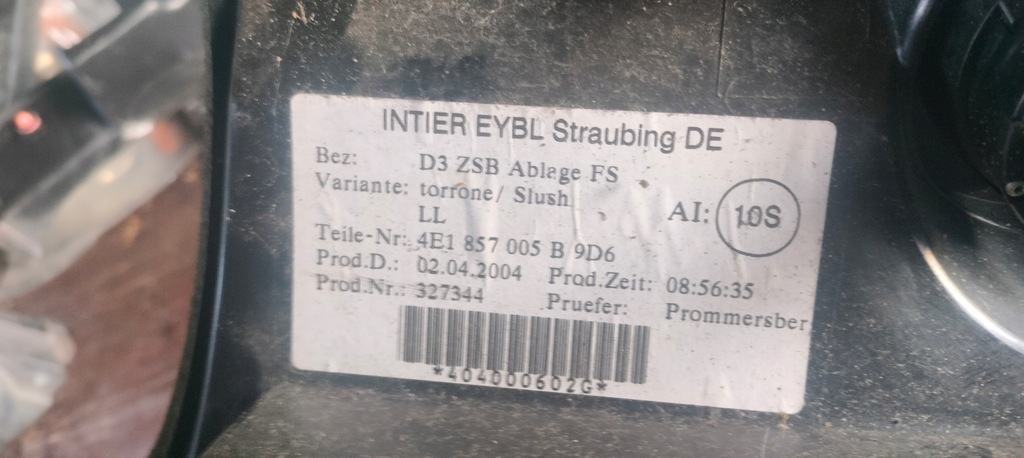 INTIER EYBL Straubing DE
Bez: D3 ZSB Ablage FS
Variante: torrone/ Slush
LL
AI: 10S
Teile-Nr: 4E1 857 005 B 9D6
Prod.D.: 02.04.2004 Prod.Zeit: 08:56:35
Prod.Nr.: 327344 Pruefer: Prommersber
*404000602G*